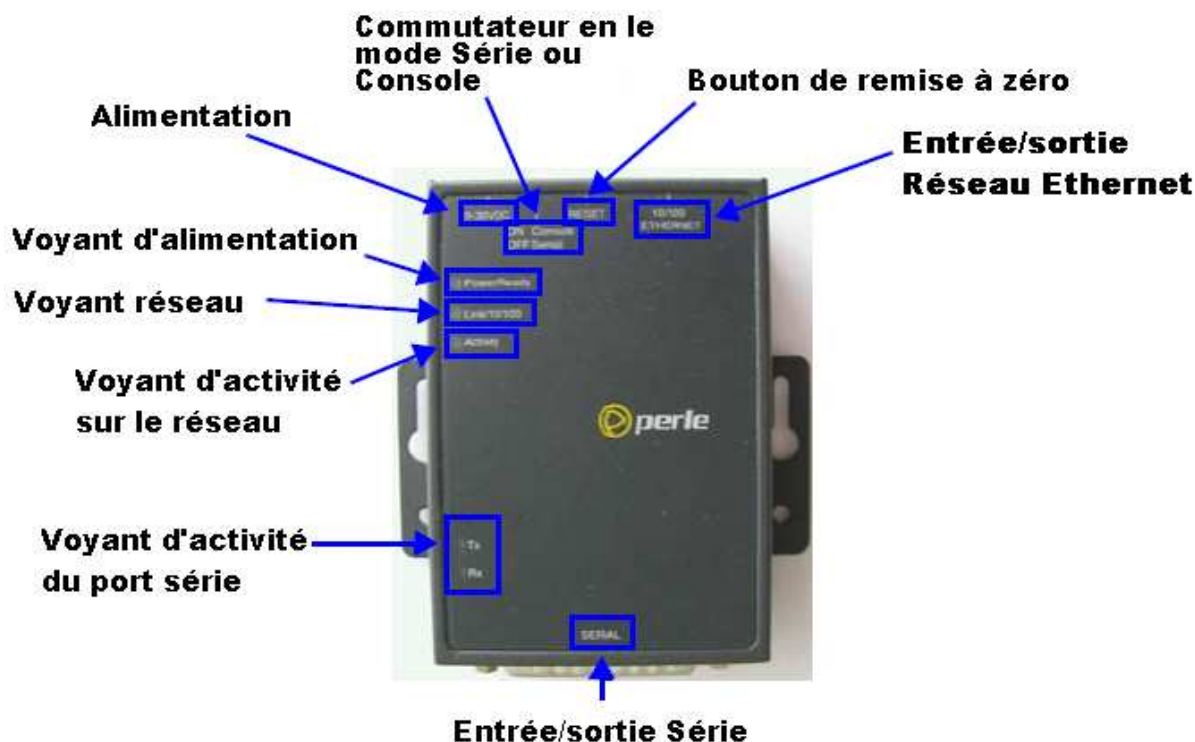 Commutateur en le
mode Série ou
Console
Bouton de remise à zéro
Alimentation
Entrée/sortie
Réseau Ethernet
9-30VDC
RESET
10/100
ETHERNET
ON Console
OFF Serial
Voyant d'alimentation
Power/Ready
Voyant réseau
Link/10/100
Activity
Voyant d'activité
sur le réseau
perle
Voyant d'activité
du port série
Tx
Rx
SERIAL
Entrée/sortie Série